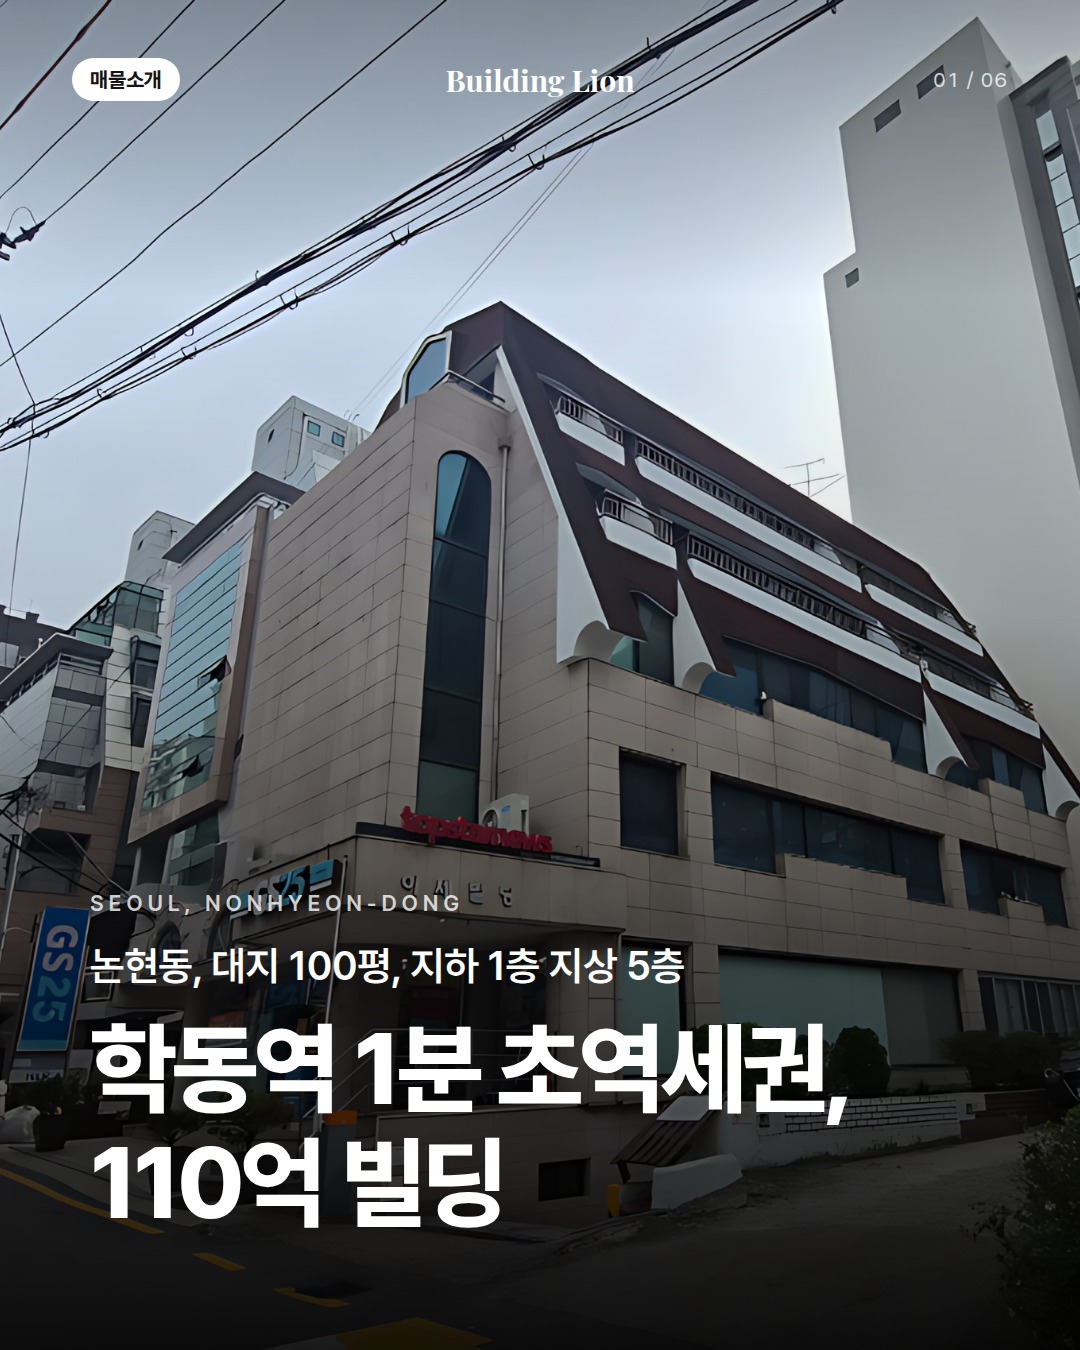 매물소개
Building Lion
01 / 06
topstarnews
25
GS25
SEOUL, NONHYEON-DONG
논현동, 대지 100평, 지하 1층 지상 5층
학동역 1분 초역세권,
110억 빌딩